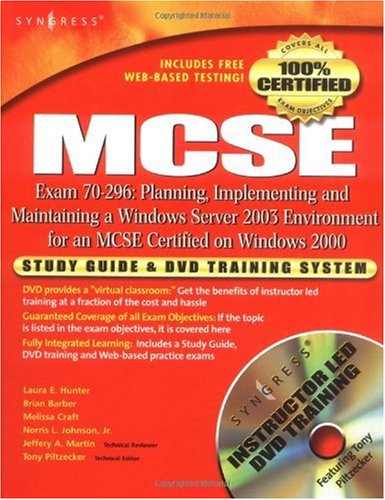 SYNGRESS®
INCLUDES FREE
WEB-BASED TESTING!
COVERS ALL
100%
CERTIFIED
EXAM OBJECTIVES
MCSE
Exam 70-296: Planning, Implementing and
Maintaining a Windows Server 2003 Environment
for an MCSE Certified on Windows 2000
STUDY GUIDE & DVD TRAINING SYSTEM
DVD provides a "virtual classroom:" Get the benefits of instructor led
training at a fraction of the cost and hassle
Guaranteed Coverage of all Exam Objectives: If the topic
is listed in the exam objectives, it is covered here
Fully Integrated Learning: Includes a Study Guide,
DVD training and Web-based practice exams
Laura E. Hunter
Brian Barber
Melissa Craft
Norris L. Johnson, Jr.
Jeffery A. Martin Technical Reviewer
Tony Piltzecker Technical Editor
SYNGRESS®
INSTRUCTOR LED
DVD TRAINING
Featuring Tony
Piltzecker
Copyrighted Material
Copyrighted Material